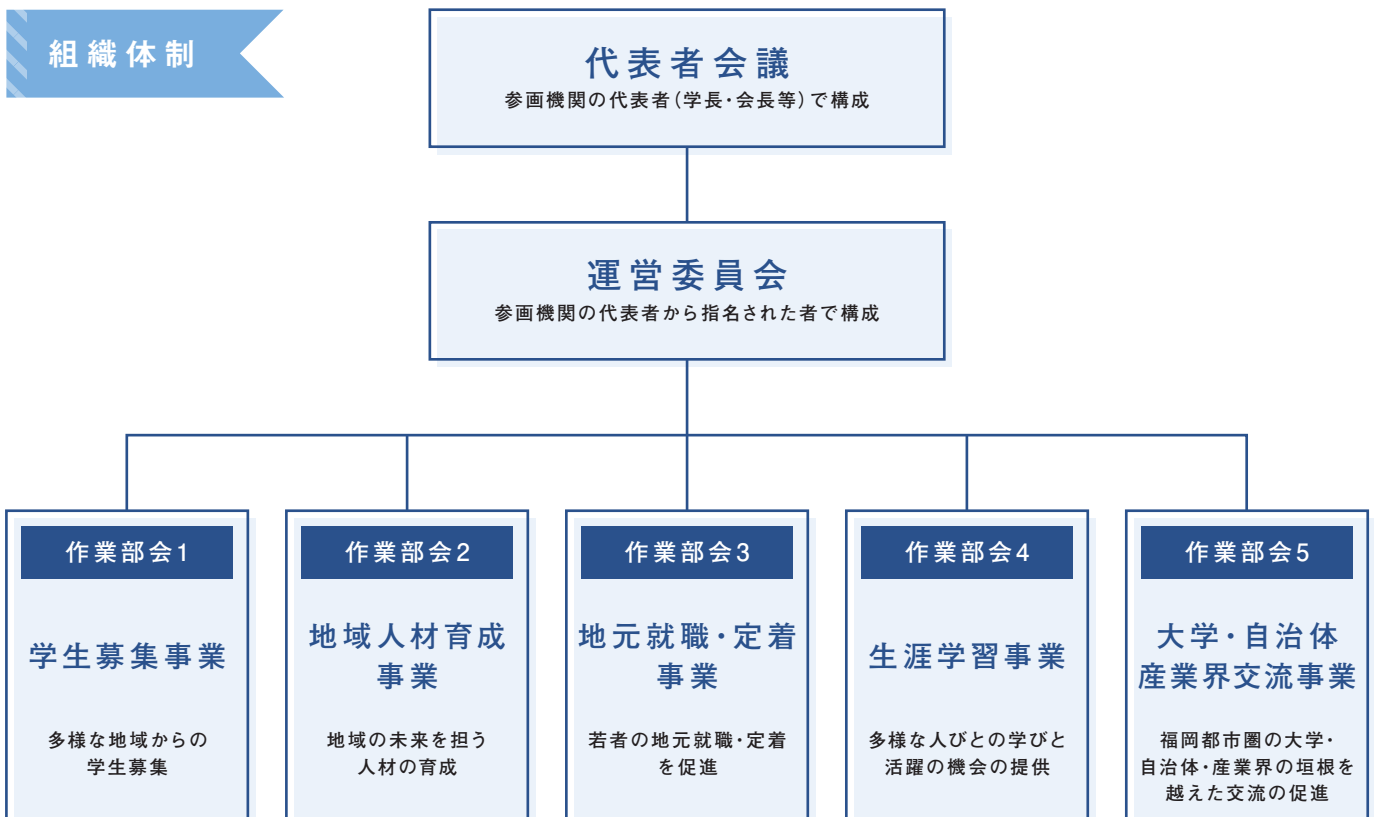 組織体制
代表者会議
参画機関の代表者(学長・会長等)で構成
運営委員会
参画機関の代表者から指名された者で構成
作業部会1
学生募集事業
多様な地域からの
学生募集
作業部会2
地域人材育成
事業
地域の未来を担う
人材の育成
作業部会3
地元就職・定着
事業
若者の地元就職・定着
を促進
作業部会4
生涯学習事業
多様な人びとの学びと
活躍の機会の提供
作業部会5
大学・自治体
産業界交流事業
福岡都市圏の大学・
自治体・産業界の垣根を
越えた交流の促進